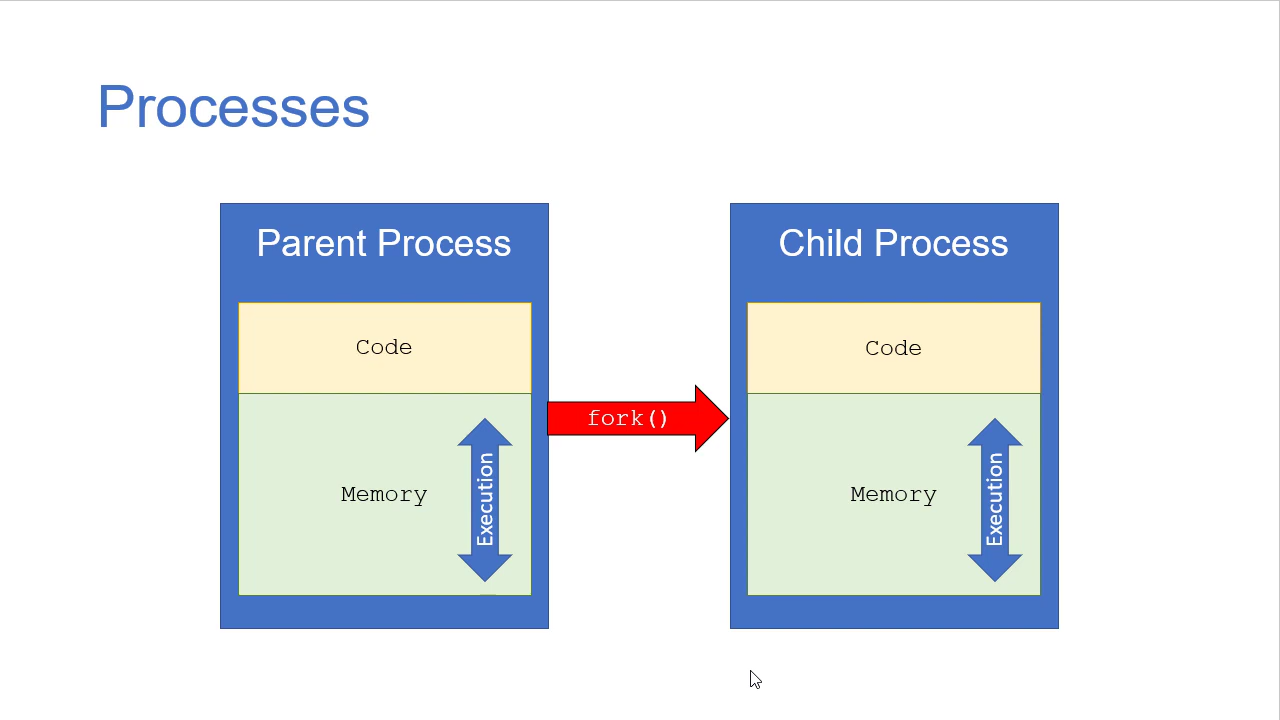 Processes
Parent Process
Code
Memory
Execution
fork()
Child Process
Code
Memory
Execution